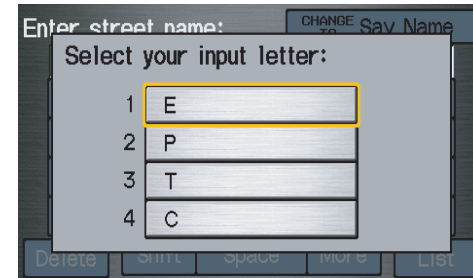 Enter street name:
CHANGE TO Say Name
Select your input letter:
1 E
2 P
3 T
4 C
Delete Shift Space More List